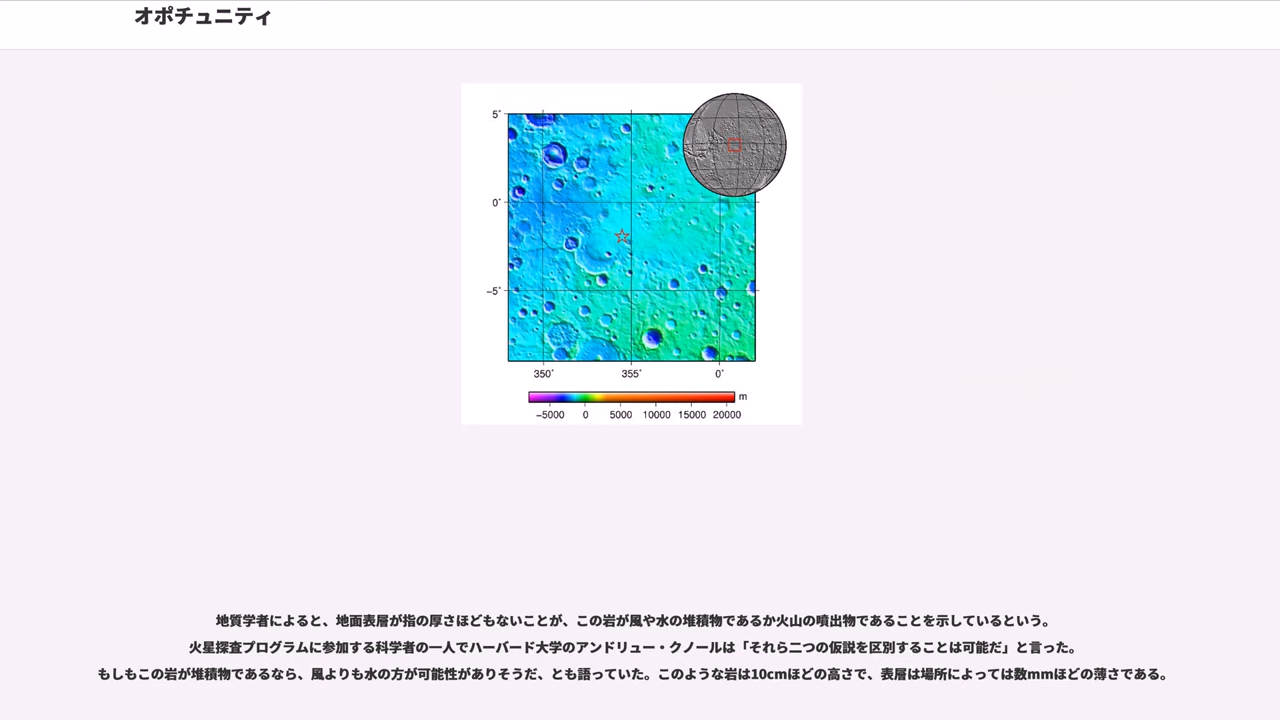 オポチュニティ
5˚
0˚
−5˚
350˚ 355˚ 0˚
m
−5000 0 5000 10000 15000 20000
地質学者によると、地面表層が指の厚さほどもないことが、この岩が風や水の堆積物であるか火山の噴出物であることを示しているという。
火星探査プログラムに参加する科学者の一人でハーバード大学のアンドリュー・クノールは「それら二つの仮説を区別することは可能だ」と言った。
もしもこの岩が堆積物であるなら、風よりも水の方が可能性がありそうだ、とも語っていた。このような岩は10cmほどの高さで、表層は場所によっては数mmほどの薄さである。